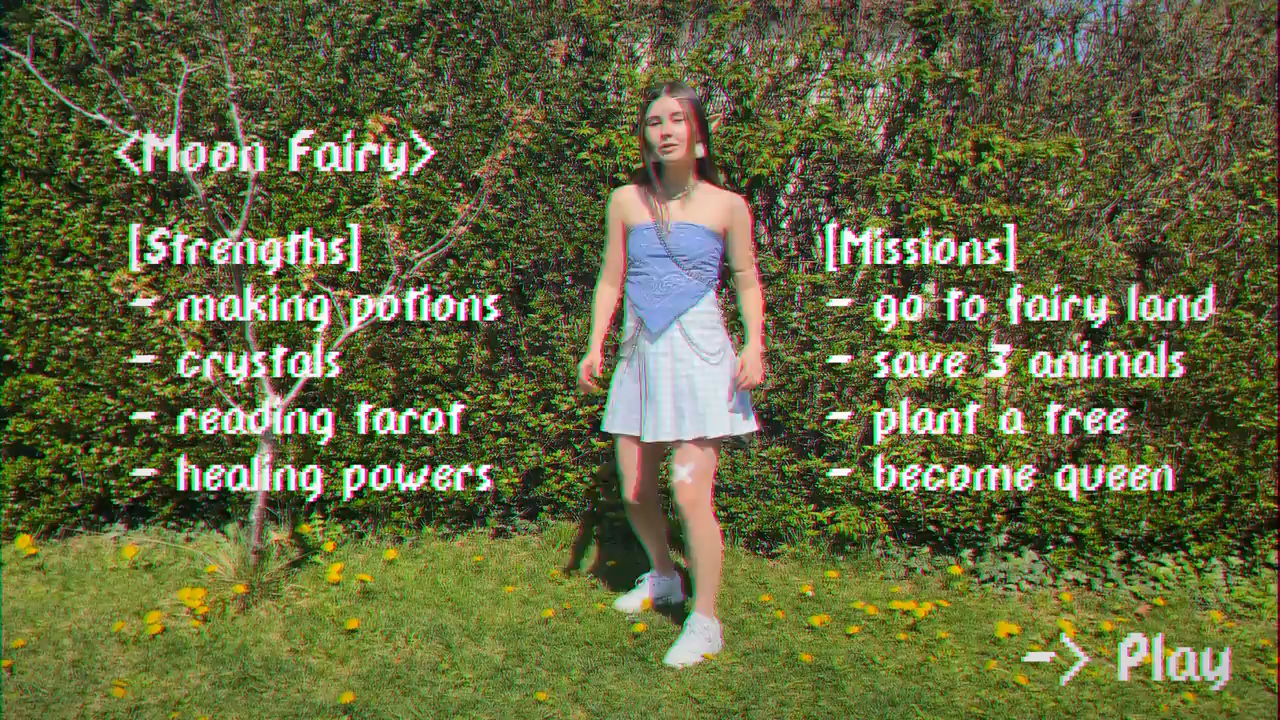 <Moon Fairy>
[Strengths]
- making potions
- crystals
- reading tarot
- healing powers
[Missions]
- go to fairy land
- save 3 animals
- plant a tree
- become queen
-> Play